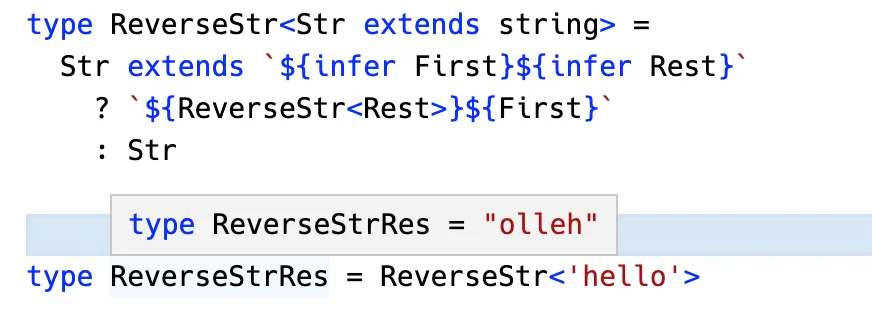 type ReverseStr<Str extends string> =
  Str extends `${infer First}${infer Rest}`
    ? `${ReverseStr<Rest>}${First}`
    : Str
type ReverseStrRes = "olleh"
type ReverseStrRes = ReverseStr<'hello'>